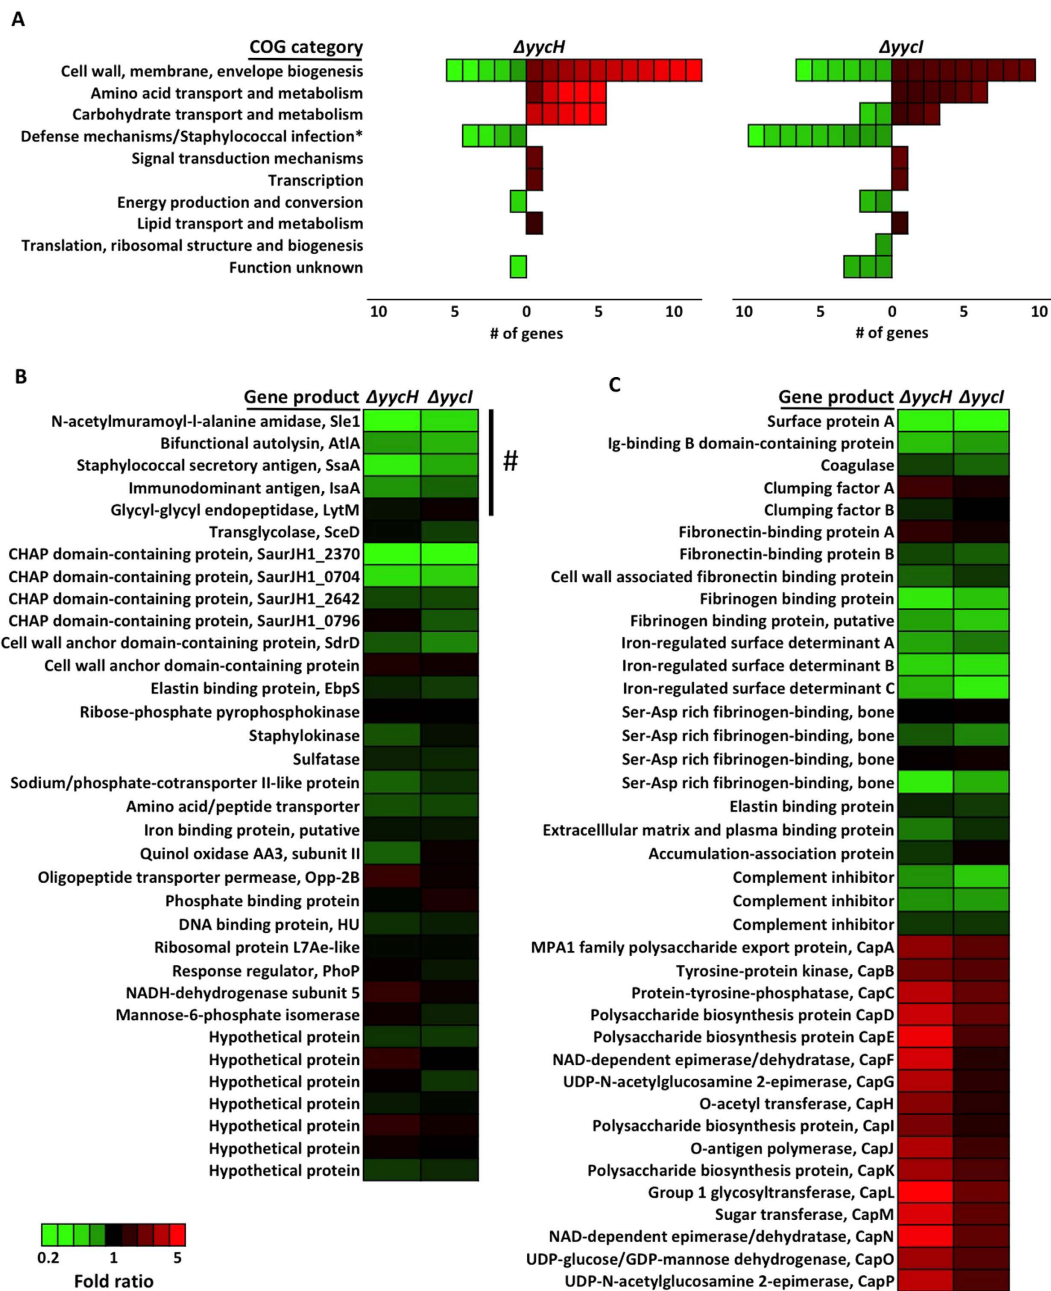 A
COG category ΔyycH ΔyycI
Cell wall, membrane, envelope biogenesis
Amino acid transport and metabolism
Carbohydrate transport and metabolism
Defense mechanisms/Staphylococcal infection*
Signal transduction mechanisms
Transcription
Energy production and conversion
Lipid transport and metabolism
Translation, ribosomal structure and biogenesis
Function unknown
10 5 0 5 10 10 5 0 5 10
# of genes # of genes
B
Gene product ΔyycH ΔyycI
N-acetylmuramoyl-l-alanine amidase, Sle1
Bifunctional autolysin, AtlA
Staphylococcal secretory antigen, SsaA
#
Immunodominant antigen, IsaA
Glycyl-glycyl endopeptidase, LytM
Transglycolase, SceD
CHAP domain-containing protein, SaurJH1_2370
CHAP domain-containing protein, SaurJH1_0704
CHAP domain-containing protein, SaurJH1_2642
CHAP domain-containing protein, SaurJH1_0796
Cell wall anchor domain-containing protein, SdrD
Cell wall anchor domain-containing protein
Elastin binding protein, EbpS
Ribose-phosphate pyrophosphokinase
Staphylokinase
Sulfatase
Sodium/phosphate-cotransporter II-like protein
Amino acid/peptide transporter
Iron binding protein, putative
Quinol oxidase AA3, subunit II
Oligopeptide transporter permease, Opp-2B
Phosphate binding protein
DNA binding protein, HU
Ribosomal protein L7Ae-like
Response regulator, PhoP
NADH-dehydrogenase subunit 5
Mannose-6-phosphate isomerase
Hypothetical protein
Hypothetical protein
Hypothetical protein
Hypothetical protein
Hypothetical protein
Hypothetical protein
Hypothetical protein
0.2 1 5
Fold ratio
C
Gene product ΔyycH ΔyycI
Surface protein A
Ig-binding B domain-containing protein
Coagulase
Clumping factor A
Clumping factor B
Fibronectin-binding protein A
Fibronectin-binding protein B
Cell wall associated fibronectin binding protein
Fibrinogen binding protein
Fibrinogen binding protein, putative
Iron-regulated surface determinant A
Iron-regulated surface determinant B
Iron-regulated surface determinant C
Ser-Asp rich fibrinogen-binding, bone
Ser-Asp rich fibrinogen-binding, bone
Ser-Asp rich fibrinogen-binding, bone
Ser-Asp rich fibrinogen-binding, bone
Elastin binding protein
Extracelllular matrix and plasma binding protein
Accumulation-association protein
Complement inhibitor
Complement inhibitor
Complement inhibitor
MPA1 family polysaccharide export protein, CapA
Tyrosine-protein kinase, CapB
Protein-tyrosine-phosphatase, CapC
Polysaccharide biosynthesis protein CapD
Polysaccharide biosynthesis protein CapE
NAD-dependent epimerase/dehydratase, CapF
UDP-N-acetylglucosamine 2-epimerase, CapG
O-acetyl transferase, CapH
Polysaccharide biosynthesis protein, CapI
O-antigen polymerase, CapJ
Polysaccharide biosynthesis protein, CapK
Group 1 glycosyltransferase, CapL
Sugar transferase, CapM
NAD-dependent epimerase/dehydratase, CapN
UDP-glucose/GDP-mannose dehydrogenase, CapO
UDP-N-acetylglucosamine 2-epimerase, CapP